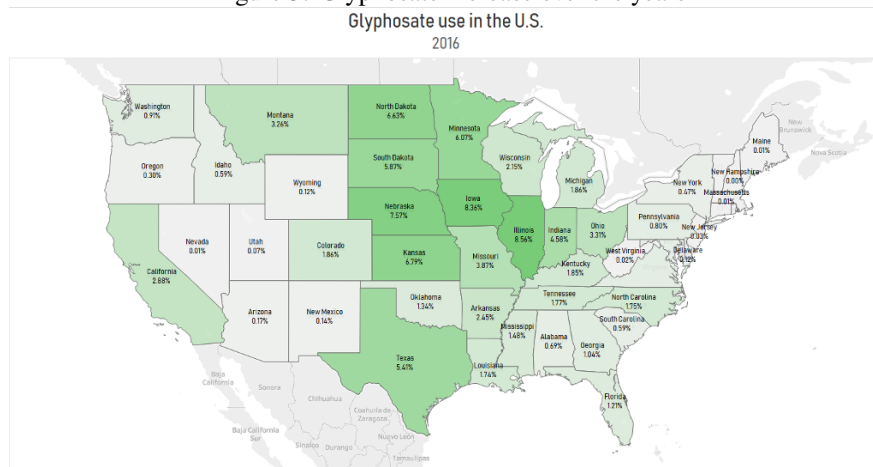 Glyphosate use in the U.S.
2016
Washington
0.91%
Montana
3.26%
North Dakota
6.63%
Minnesota
6.07%
Maine
0.01%
New
Brunswick
Nova Scotia
Oregon
0.30%
Idaho
0.59%
Wyoming
0.12%
South Dakota
5.87%
Wisconsin
2.15%
Michigan
1.86%
New York
0.47%
New Hampshire
0.00%
Massachusetts
0.01%
Nebraska
7.57%
Iowa
8.36%
Illinois
8.56%
Indiana
4.58%
Ohio
3.31%
Pennsylvania
0.80%
New Jersey
0.03%
Nevada
0.01%
Utah
0.07%
Colorado
1.86%
Kansas
6.79%
Missouri
3.87%
Kentucky
1.85%
West Virginia
0.02%
Delaware
0.12%
California
2.88%
Arizona
0.17%
New Mexico
0.14%
Oklahoma
1.34%
Arkansas
2.45%
Tennessee
1.77%
North Carolina
1.75%
South Carolina
0.59%
Mississippi
1.48%
Alabama
0.69%
Georgia
1.04%
Texas
5.41%
Louisiana
1.74%
Florida
1.21%
Baja
California
Sonora
Chihuahua
Coahuila de
Zaragoza
Baja California
Sur
Sinaloa
Durango
Nuevo León
Tamaulipas